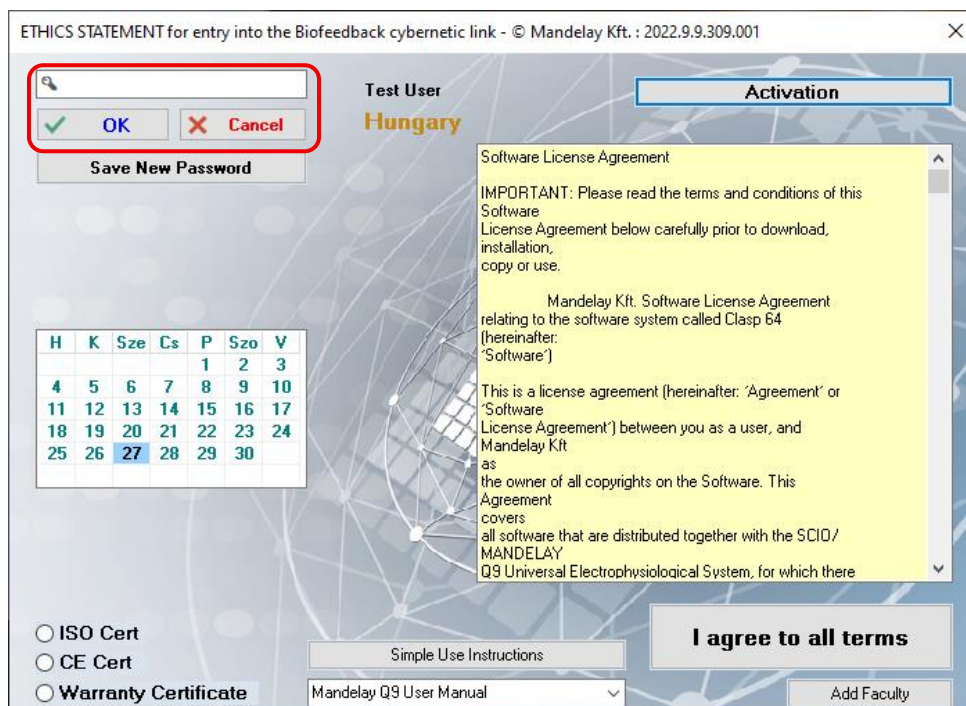 ETHICS STATEMENT for entry into the Biofeedback cybernetic link - © Mandelay Kft. : 2022.9.9.309.001
OK
Cancel
Save New Password
Test User
Hungary
Activation
Software License Agreement
IMPORTANT: Please read the terms and conditions of this
Software
License Agreement below carefully prior to download,
installation,
copy or use.
Mandelay Kft. Software License Agreement
relating to the software system called Clasp 64
(hereinafter:
'Software')
This is a license agreement (hereinafter: 'Agreement' or
'Software
License Agreement') between you as a user, and
Mandelay Kft
as
the owner of all copyrights on the Software. This
Agreement
covers
all software that are distributed together with the SCIO/
MANDELAY
Q9 Universal Electrophysiological System, for which there
H K Sze Cs P Szo V
1 2 3
4 5 6 7 8 9 10
11 12 13 14 15 16 17
18 19 20 21 22 23 24
25 26 27 28 29 30
ISO Cert
CE Cert
Warranty Certificate
Simple Use Instructions
Mandelay Q9 User Manual
I agree to all terms
Add Faculty